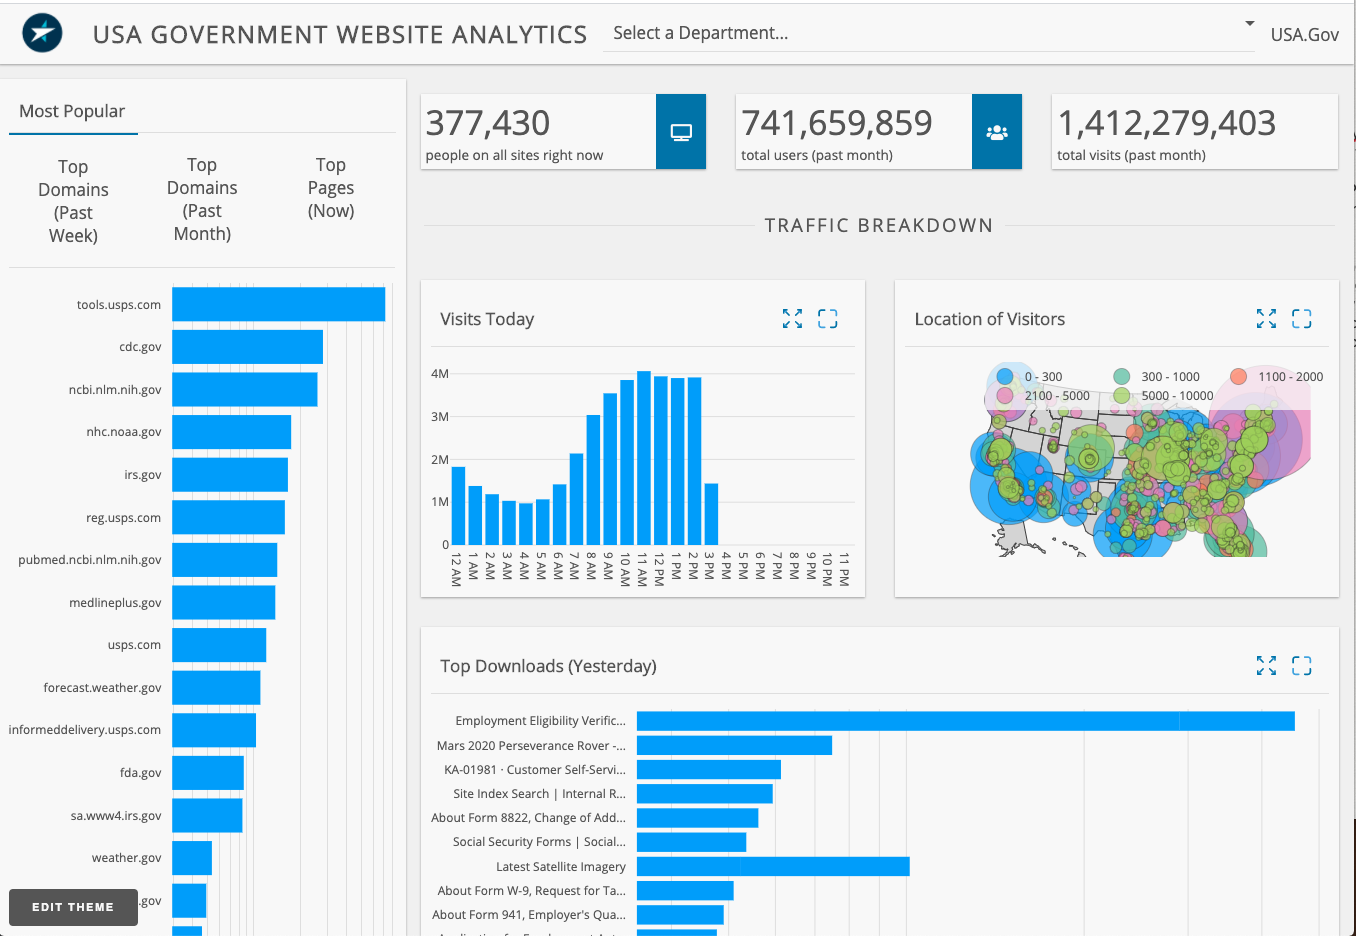 USA GOVERNMENT WEBSITE ANALYTICS
Select a Department...
USA.Gov
Most Popular
Top
Domains
(Past
Week)
Top
Domains
(Past
Month)
Top
Pages
(Now)
tools.usps.com
cdc.gov
ncbi.nlm.nih.gov
nhc.noaa.gov
irs.gov
reg.usps.com
pubmed.ncbi.nlm.nih.gov
medlineplus.gov
usps.com
forecast.weather.gov
informeddelivery.usps.com
fda.gov
sa.www4.irs.gov
weather.gov
.gov
EDIT THEME
377,430
people on all sites right now
741,659,859
total users (past month)
1,412,279,403
total visits (past month)
TRAFFIC BREAKDOWN
Visits Today
4M
3M
2M
1M
0
12 AM
1 AM
2 AM
3 AM
4 AM
5 AM
6 AM
7 AM
8 AM
9 AM
10 AM
11 AM
12 PM
1 PM
2 PM
3 PM
4 PM
5 PM
6 PM
7 PM
8 PM
9 PM
10 PM
11 PM
Location of Visitors
0 - 300
300 - 1000
1100 - 2000
2100 - 5000
5000 - 10000
Top Downloads (Yesterday)
Employment Eligibility Verific...
Mars 2020 Perseverance Rover -...
KA-01981 · Customer Self-Servi...
Site Index Search | Internal R...
About Form 8822, Change of Add...
Social Security Forms | Social...
Latest Satellite Imagery
About Form W-9, Request for Ta...
About Form 941, Employer's Qua...